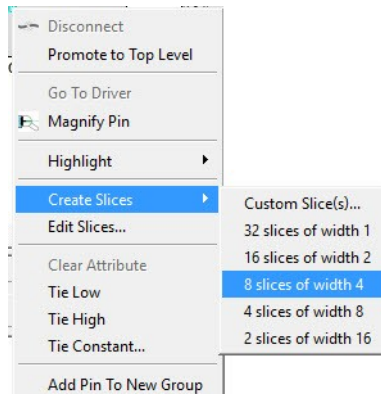 Disconnect
Promote to Top Level
Go To Driver
Magnify Pin
Highlight
Create Slices
Edit Slices...
Clear Attribute
Tie Low
Tie High
Tie Constant...
Add Pin To New Group
Custom Slice(s)...
32 slices of width 1
16 slices of width 2
8 slices of width 4
4 slices of width 8
2 slices of width 16